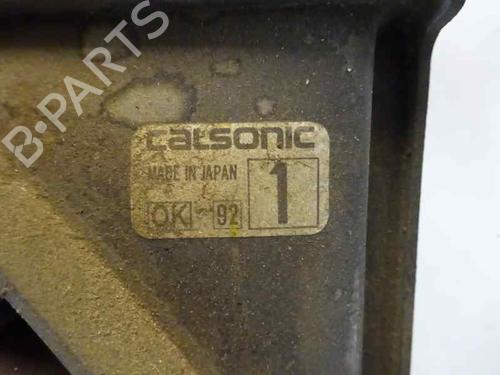 B-PARTS
calsonic
MADE IN JAPAN
OK 92 1